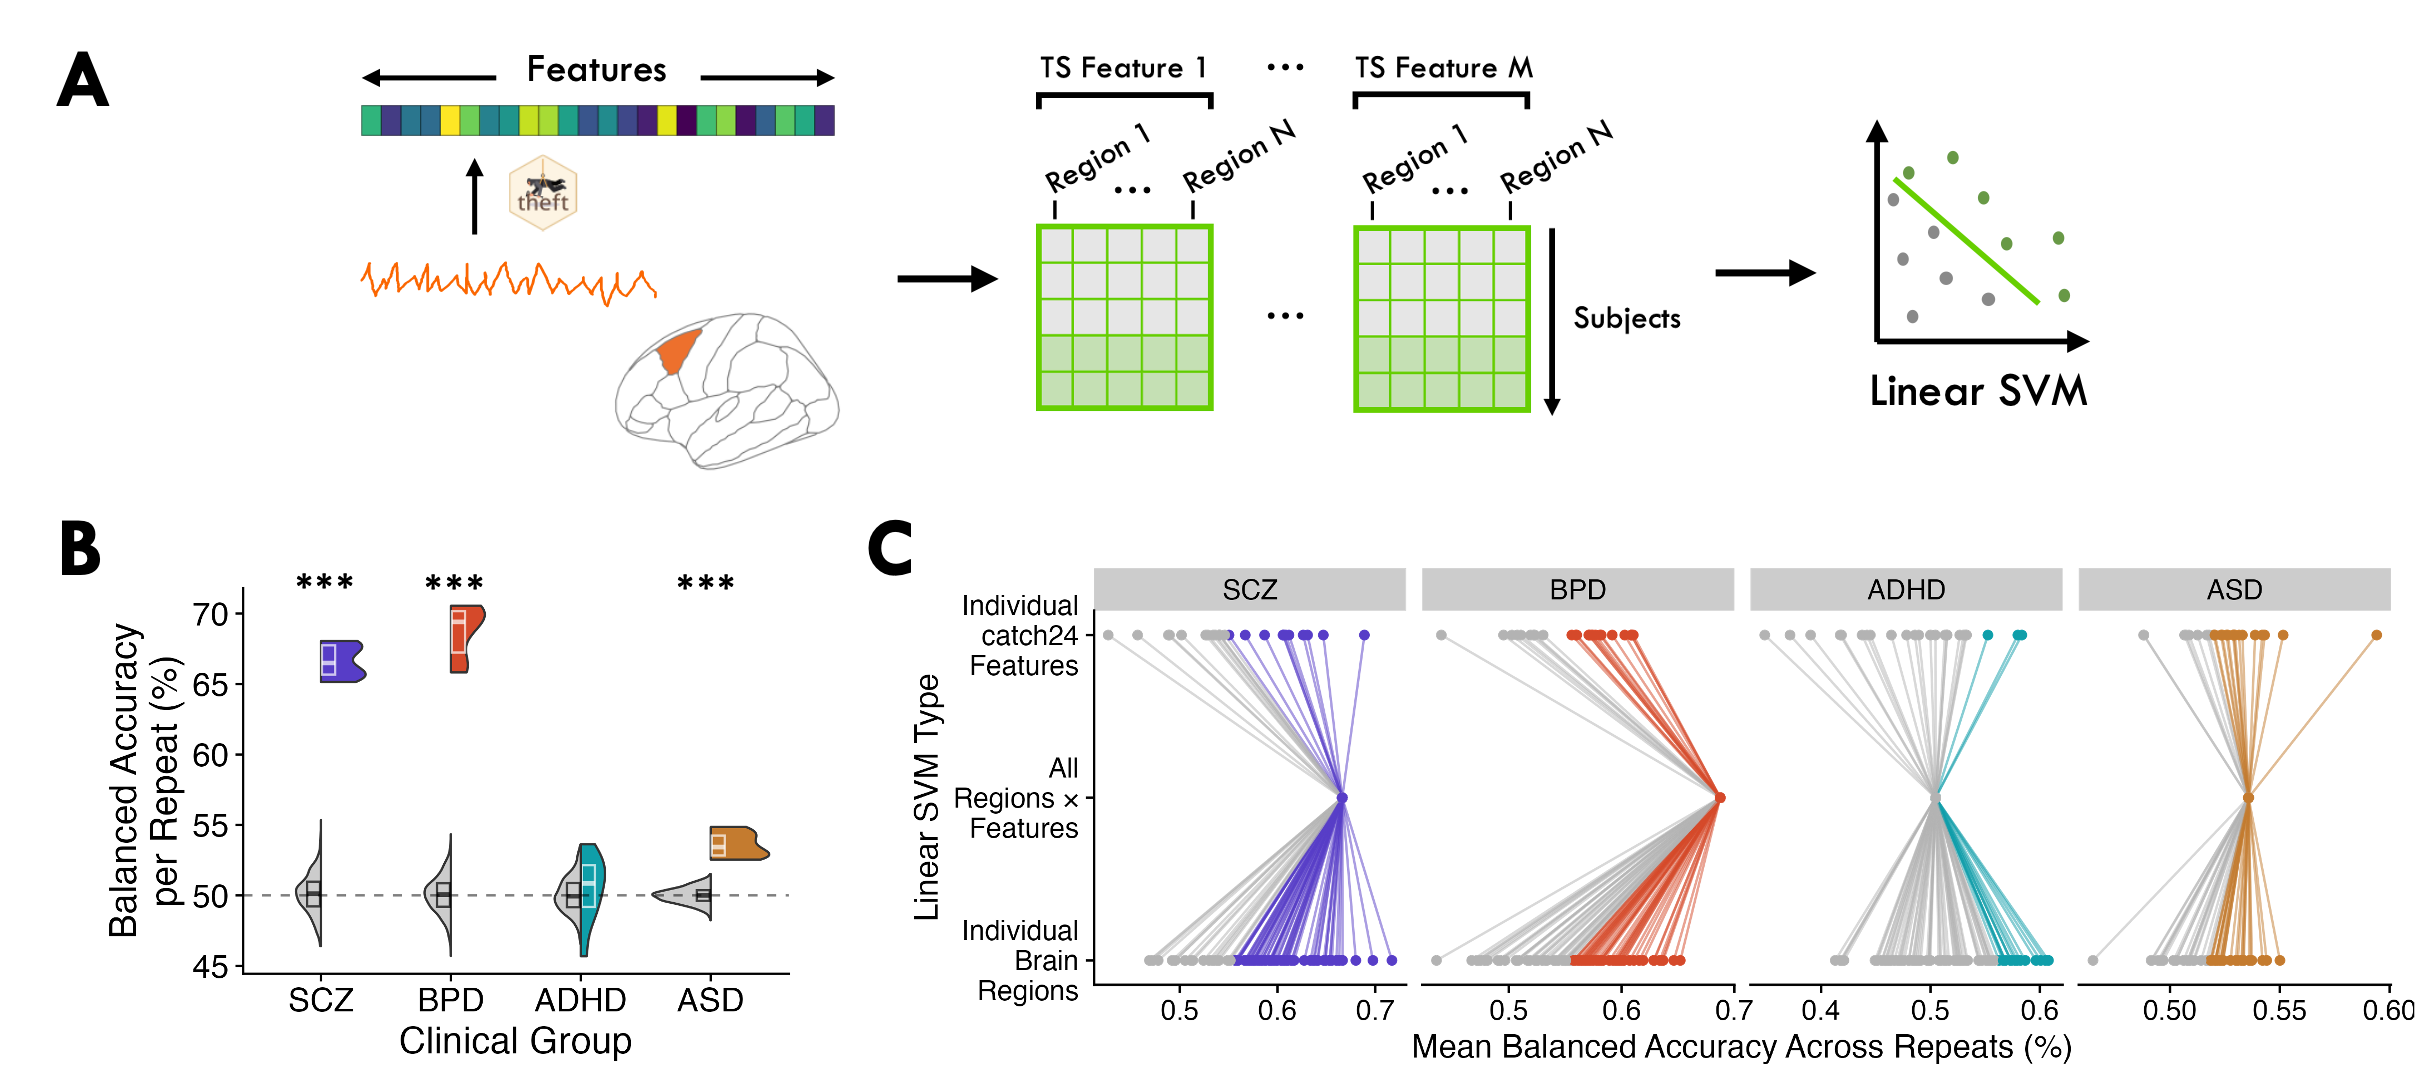 A
Features
theft
TS Feature 1 ... TS Feature M
Region 1 ... Region N
Region 1 ... Region N
...
Subjects
Linear SVM
B
*** *** ***
Balanced Accuracy
per Repeat (%)
70
65
60
55
50
45
SCZ BPD ADHD ASD
Clinical Group
C
SCZ BPD ADHD ASD
Linear SVM Type
Individual
catch24
Features
All
Regions ×
Features
Individual
Brain
Regions
0.5 0.6 0.7 0.5 0.6 0.7 0.4 0.5 0.6 0.50 0.55 0.60
Mean Balanced Accuracy Across Repeats (%)